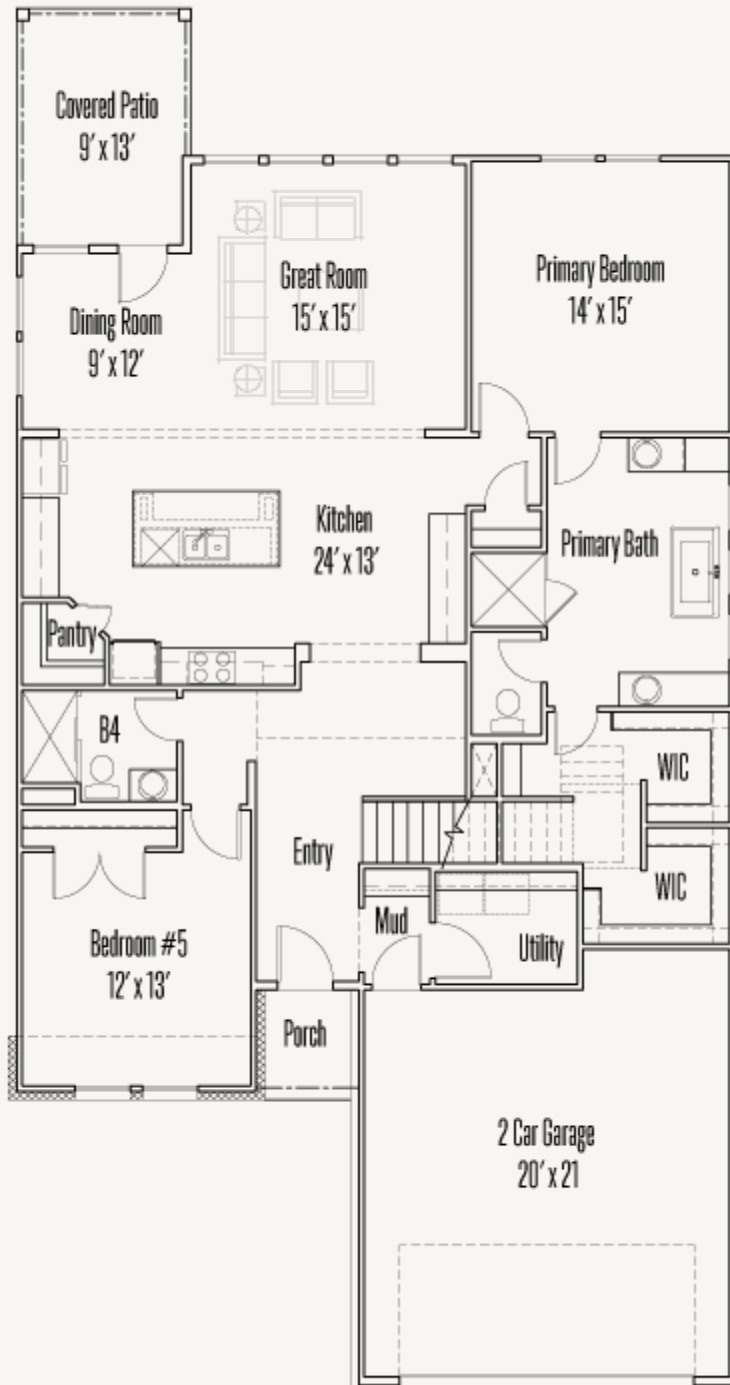 Covered Patio
9' x 13'
Great Room
15' x 15'
Primary Bedroom
14' x 15'
Dining Room
9' x 12'
Kitchen
24' x 13'
Primary Bath
Pantry
B4
WIC
Entry
WIC
Mud
Utility
Bedroom #5
12' x 13'
Porch
2 Car Garage
20' x 21